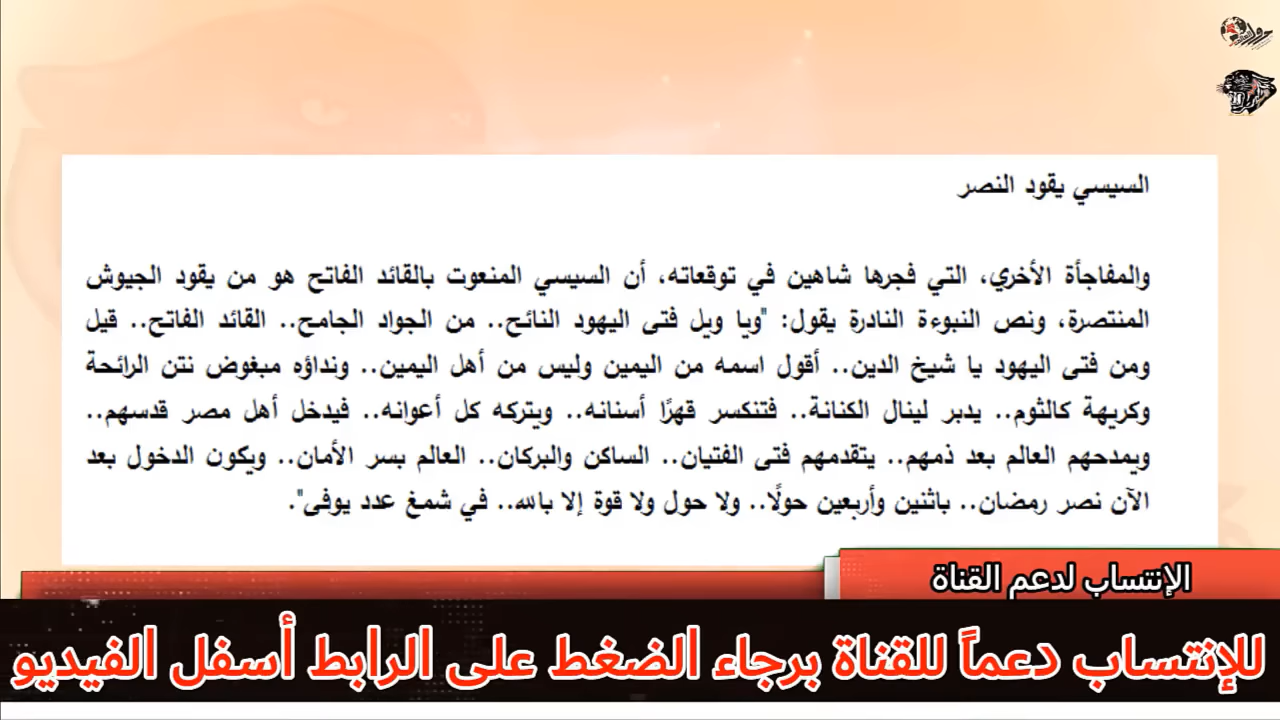 السيسي يقود النصر
والمفاجأة الأخري، التي فجرها شاهين في توقعاته، أن السيسي المنعوت بالقائد الفاتح هو من يقود الجيوش
المنتصرة، ونص النبوءة النادرة يقول: "ويا ويل فتى اليهود النائح.. من الجواد الجامح.. القائد الفاتح.. قيل
ومن فتى اليهود يا شيخ الدين.. أقول اسمه من اليمين وليس من أهل اليمين.. ونداؤه مبغوض نتن الرائحة
وكريهة كالثوم.. يدبر لينال الكنانة.. فتنكسر قهرًا أسنانه.. ويتركه كل أعوانه.. فيدخل أهل مصر قدسهم..
ويمدحهم العالم بعد ذمهم.. يتقدمهم فتى الفتيان.. الساكن والبركان.. العالم بسر الأمان.. ويكون الدخول بعد
الآن نصر رمضان.. باثنين وأربعين حولًا.. ولا حول ولا قوة إلا بالله.. في شمغ عدد يوفى".
الإنتساب لدعم القناة
للإنتساب دعماً للقناة برجاء الضغط على الرابط أسفل الفيديو